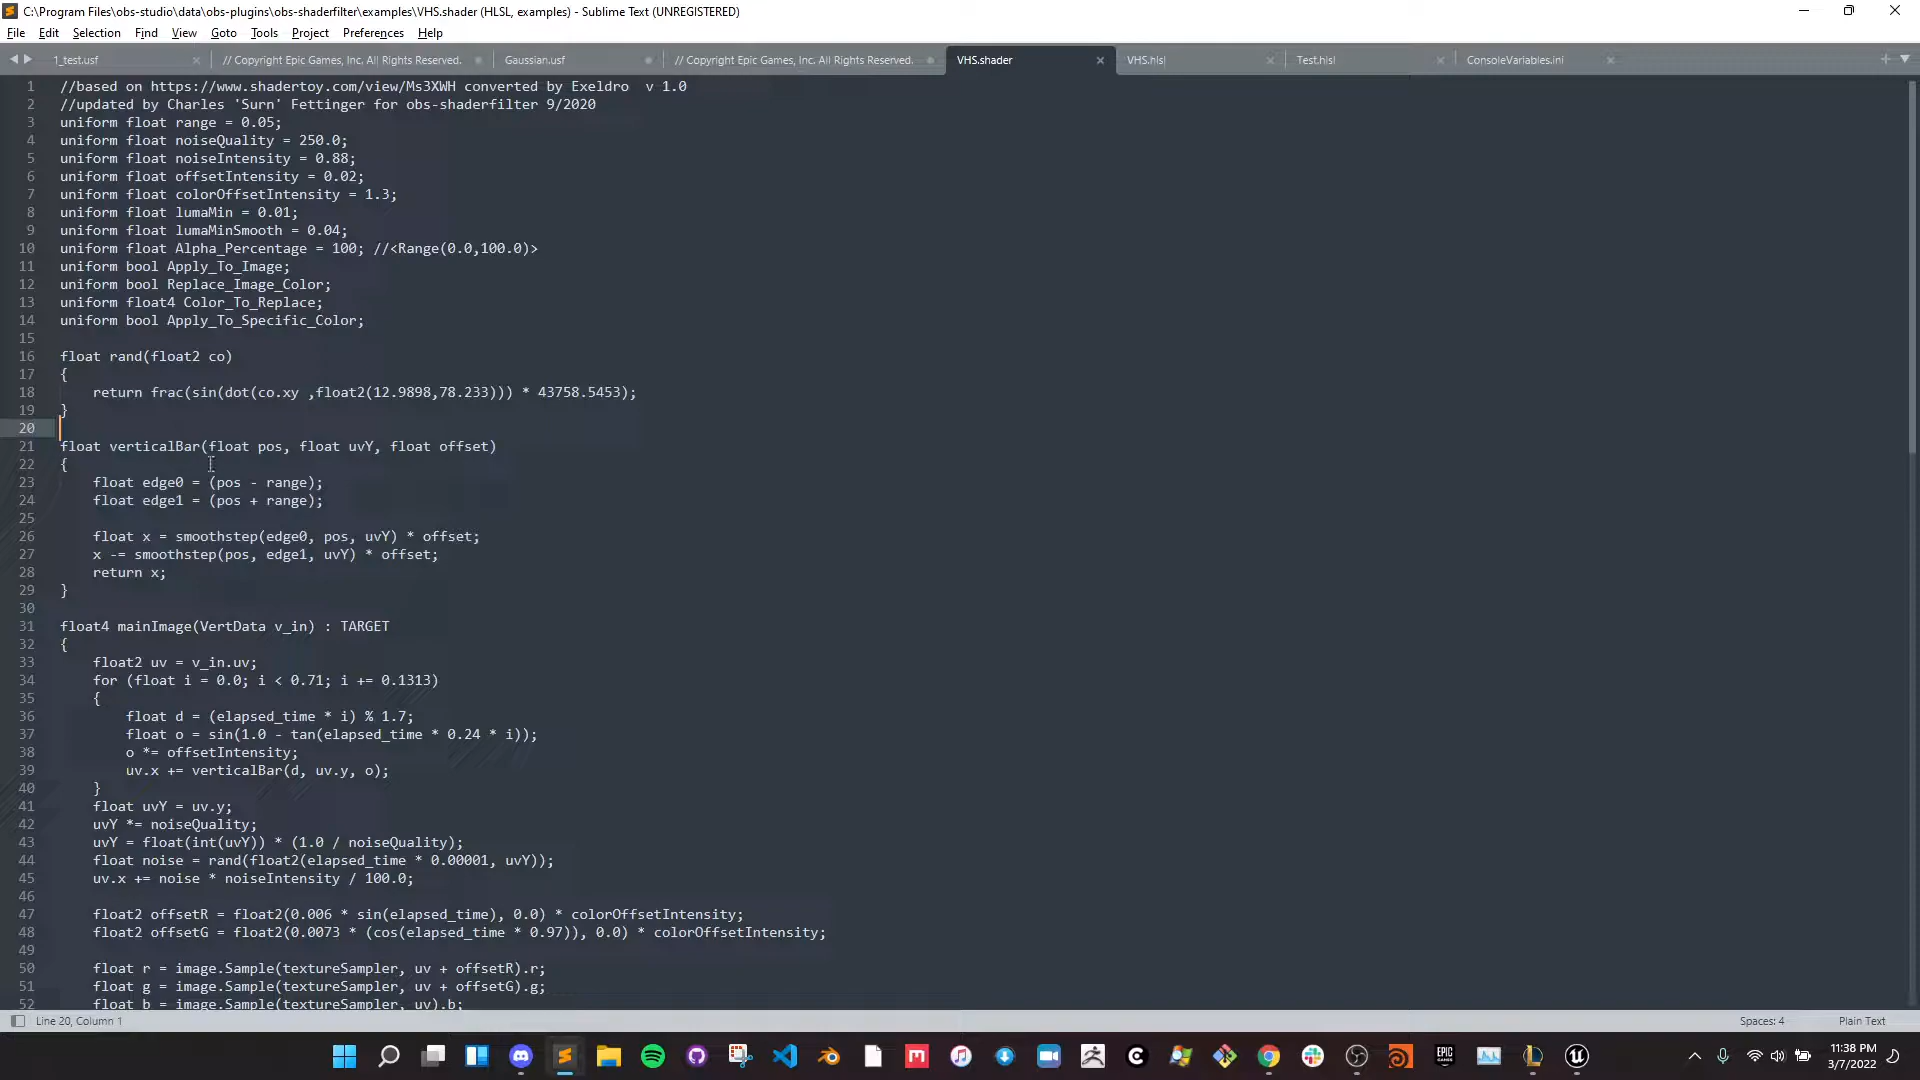 C:\Program Files\obs-studio\data\obs-plugins\obs-shaderfilter\examples\VHS.shader (HLSL, examples) - Sublime Text (UNREGISTERED)
File Edit Selection Find View Goto Tools Project Preferences Help
1_test.usf // Copyright Epic Games, Inc. All Rights Reserved. Gaussian.usf // Copyright Epic Games, Inc. All Rights Reserved. VHS.shader VHS.hlsl Test.hlsl ConsoleVariables.ini
1 //based on https://www.shadertoy.com/view/Ms3XWH converted by Exeldro  v 1.0
2 //updated by Charles 'Surn' Fettinger for obs-shaderfilter 9/2020
3 uniform float range = 0.05;
4 uniform float noiseQuality = 250.0;
5 uniform float noiseIntensity = 0.88;
6 uniform float offsetIntensity = 0.02;
7 uniform float colorOffsetIntensity = 1.3;
8 uniform float lumaMin = 0.01;
9 uniform float lumaMinSmooth = 0.04;
10 uniform float Alpha_Percentage = 100; //<Range(0.0,100.0)>
11 uniform bool Apply_To_Image;
12 uniform bool Replace_Image_Color;
13 uniform float4 Color_To_Replace;
14 uniform bool Apply_To_Specific_Color;
15
16 float rand(float2 co)
17 {
18     return frac(sin(dot(co.xy ,float2(12.9898,78.233))) * 43758.5453);
19 }
20
21 float verticalBar(float pos, float uvY, float offset)
22 {
23     float edge0 = (pos - range);
24     float edge1 = (pos + range);
25
26     float x = smoothstep(edge0, pos, uvY) * offset;
27     x -= smoothstep(pos, edge1, uvY) * offset;
28     return x;
29 }
30
31 float4 mainImage(VertData v_in) : TARGET
32 {
33     float2 uv = v_in.uv;
34     for (float i = 0.0; i < 0.71; i += 0.1313)
35     {
36         float d = (elapsed_time * i) % 1.7;
37         float o = sin(1.0 - tan(elapsed_time * 0.24 * i));
38         o *= offsetIntensity;
39         uv.x += verticalBar(d, uv.y, o);
40     }
41     float uvY = uv.y;
42     uvY *= noiseQuality;
43     uvY = float(int(uvY)) * (1.0 / noiseQuality);
44     float noise = rand(float2(elapsed_time * 0.00001, uvY));
45     uv.x += noise * noiseIntensity / 100.0;
46
47     float2 offsetR = float2(0.006 * sin(elapsed_time), 0.0) * colorOffsetIntensity;
48     float2 offsetG = float2(0.0073 * (cos(elapsed_time * 0.97)), 0.0) * colorOffsetIntensity;
49
50     float r = image.Sample(textureSampler, uv + offsetR).r;
51     float g = image.Sample(textureSampler, uv + offsetG).g;
52     float b = image.Sample(textureSampler, uv).b;
Line 20, Column 1 Spaces: 4 Plain Text
11:38 PM
3/7/2022